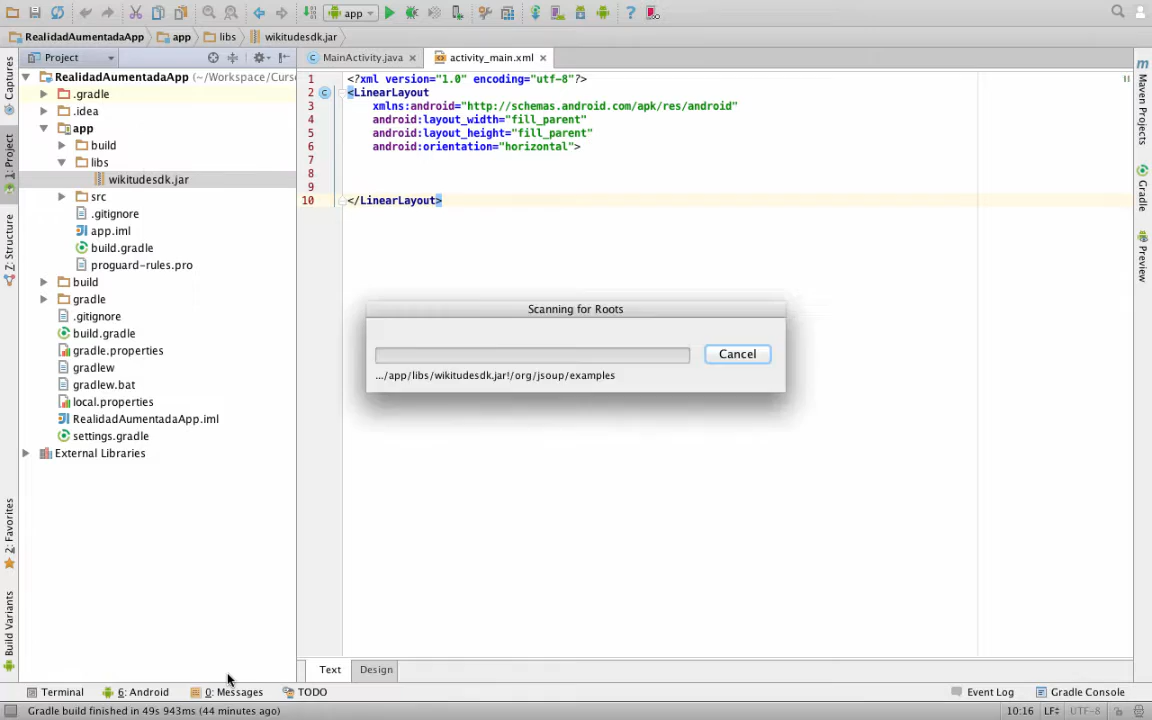 app
RealidadAumentadaApp
app
libs
wikitudesdk.jar
Project
MainActivity.java
activity_main.xml
Captures
1: Project
Z: Structure
2: Favorites
Build Variants
RealidadAumentadaApp (~/Workspace/Curso
.gradle
.idea
app
build
libs
wikitudesdk.jar
src
.gitignore
app.iml
build.gradle
proguard-rules.pro
build
gradle
.gitignore
build.gradle
gradle.properties
gradlew
gradlew.bat
local.properties
RealidadAumentadaApp.iml
settings.gradle
External Libraries
1 <?xml version="1.0" encoding="utf-8"?>
2 <LinearLayout
3 xmlns:android="http://schemas.android.com/apk/res/android"
4 android:layout_width="fill_parent"
5 android:layout_height="fill_parent"
6 android:orientation="horizontal">
7
8
9
10 </LinearLayout>
Scanning for Roots
Cancel
.../app/libs/wikitudesdk.jar!/org/jsoup/examples
Maven Projects
Gradle
Preview
Text Design
Terminal 6: Android 0: Messages TODO Event Log Gradle Console
Gradle build finished in 49s 943ms (44 minutes ago) 10:16 LF UTF-8